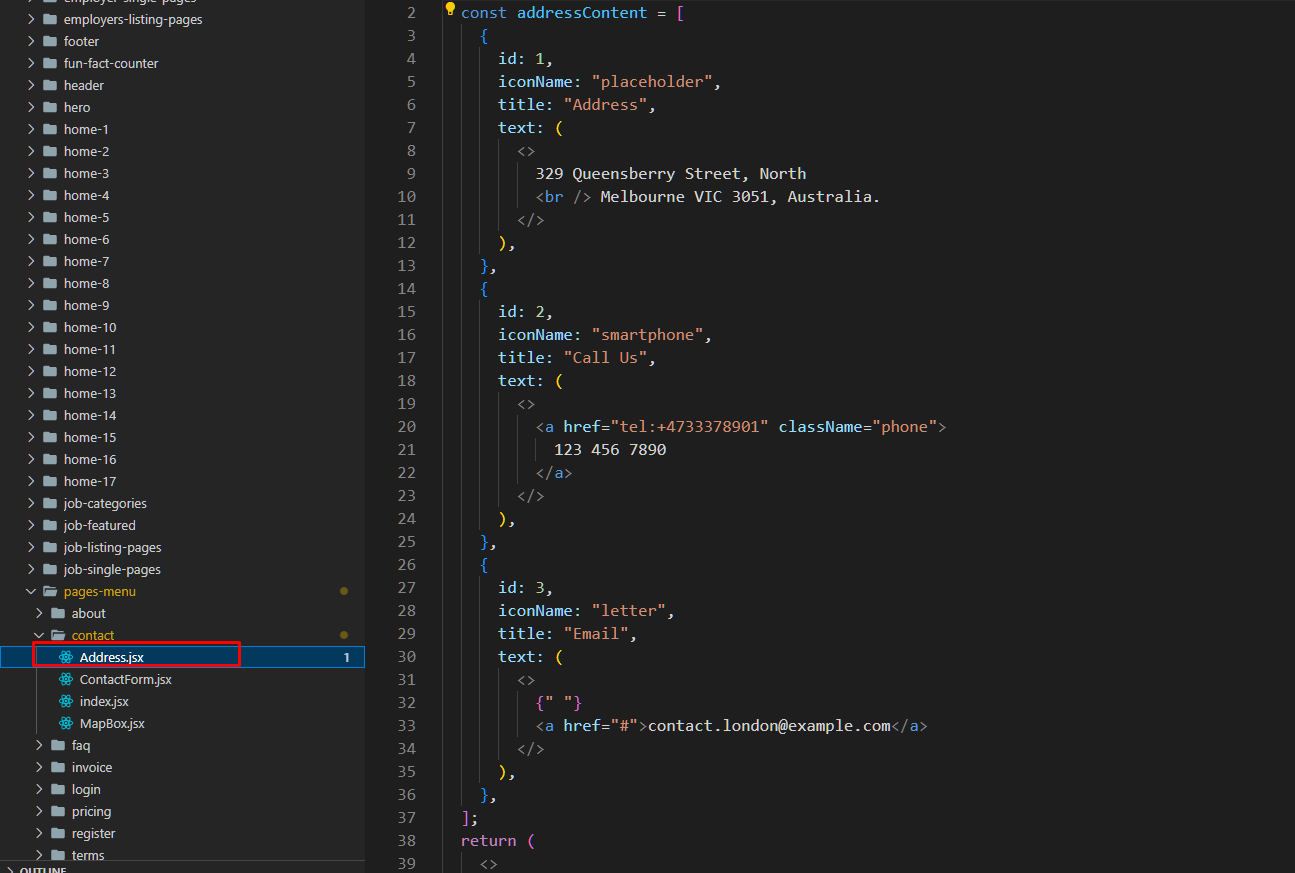 employers-listing-pages
footer
fun-fact-counter
header
hero
home-1
home-2
home-3
home-4
home-5
home-6
home-7
home-8
home-9
home-10
home-11
home-12
home-13
home-14
home-15
home-16
home-17
job-categories
job-featured
job-listing-pages
job-single-pages
pages-menu
about
contact
Address.jsx 1
ContactForm.jsx
index.jsx
MapBox.jsx
faq
invoice
login
pricing
register
terms
OUTLINE
2 const addressContent = [
3 {
4 id: 1,
5 iconName: "placeholder",
6 title: "Address",
7 text: (
8 <>
9 329 Queensberry Street, North
10 <br /> Melbourne VIC 3051, Australia.
11 </>
12 ),
13 },
14 {
15 id: 2,
16 iconName: "smartphone",
17 title: "Call Us",
18 text: (
19 <>
20 <a href="tel:+4733378901" className="phone">
21 123 456 7890
22 </a>
23 </>
24 ),
25 },
26 {
27 id: 3,
28 iconName: "letter",
29 title: "Email",
30 text: (
31 <>
32 {" "}
33 <a href="#">contact.london@example.com</a>
34 </>
35 ),
36 },
37 ];
38 return (
39 <>